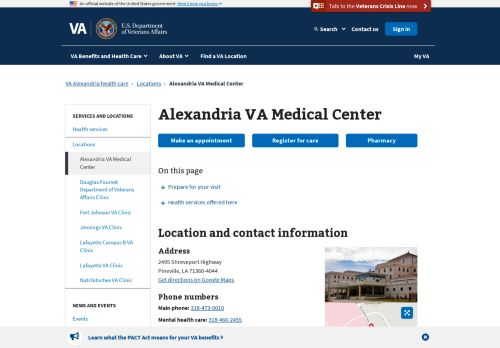 An official website of the United States government Here's how you know
Talk to the Veterans Crisis Line now
VA
U.S. Department
of Veterans Affairs
Search
Contact us
Sign in
VA Benefits and Health Care
About VA
Find a VA Location
My VA
VA Alexandria health care › Locations › Alexandria VA Medical Center
SERVICES AND LOCATIONS
Health services
Locations
Alexandria VA Medical
Center
Douglas Fournet
Department of Veterans
Affairs Clinic
Fort Johnson VA Clinic
Jennings VA Clinic
Lafayette Campus B VA
Clinic
Lafayette VA Clinic
Natchitoches VA Clinic
NEWS AND EVENTS
Events
Alexandria VA Medical Center
Make an appointment
Register for care
Pharmacy
On this page
Prepare for your visit
Health services offered here
Location and contact information
Address
2495 Shreveport Highway
Pineville, LA 71360-4044
Get directions on Google Maps
Phone numbers
Main phone: 318-473-0010
Mental health care: 318-466-2455
Learn what the PACT Act means for your VA benefits